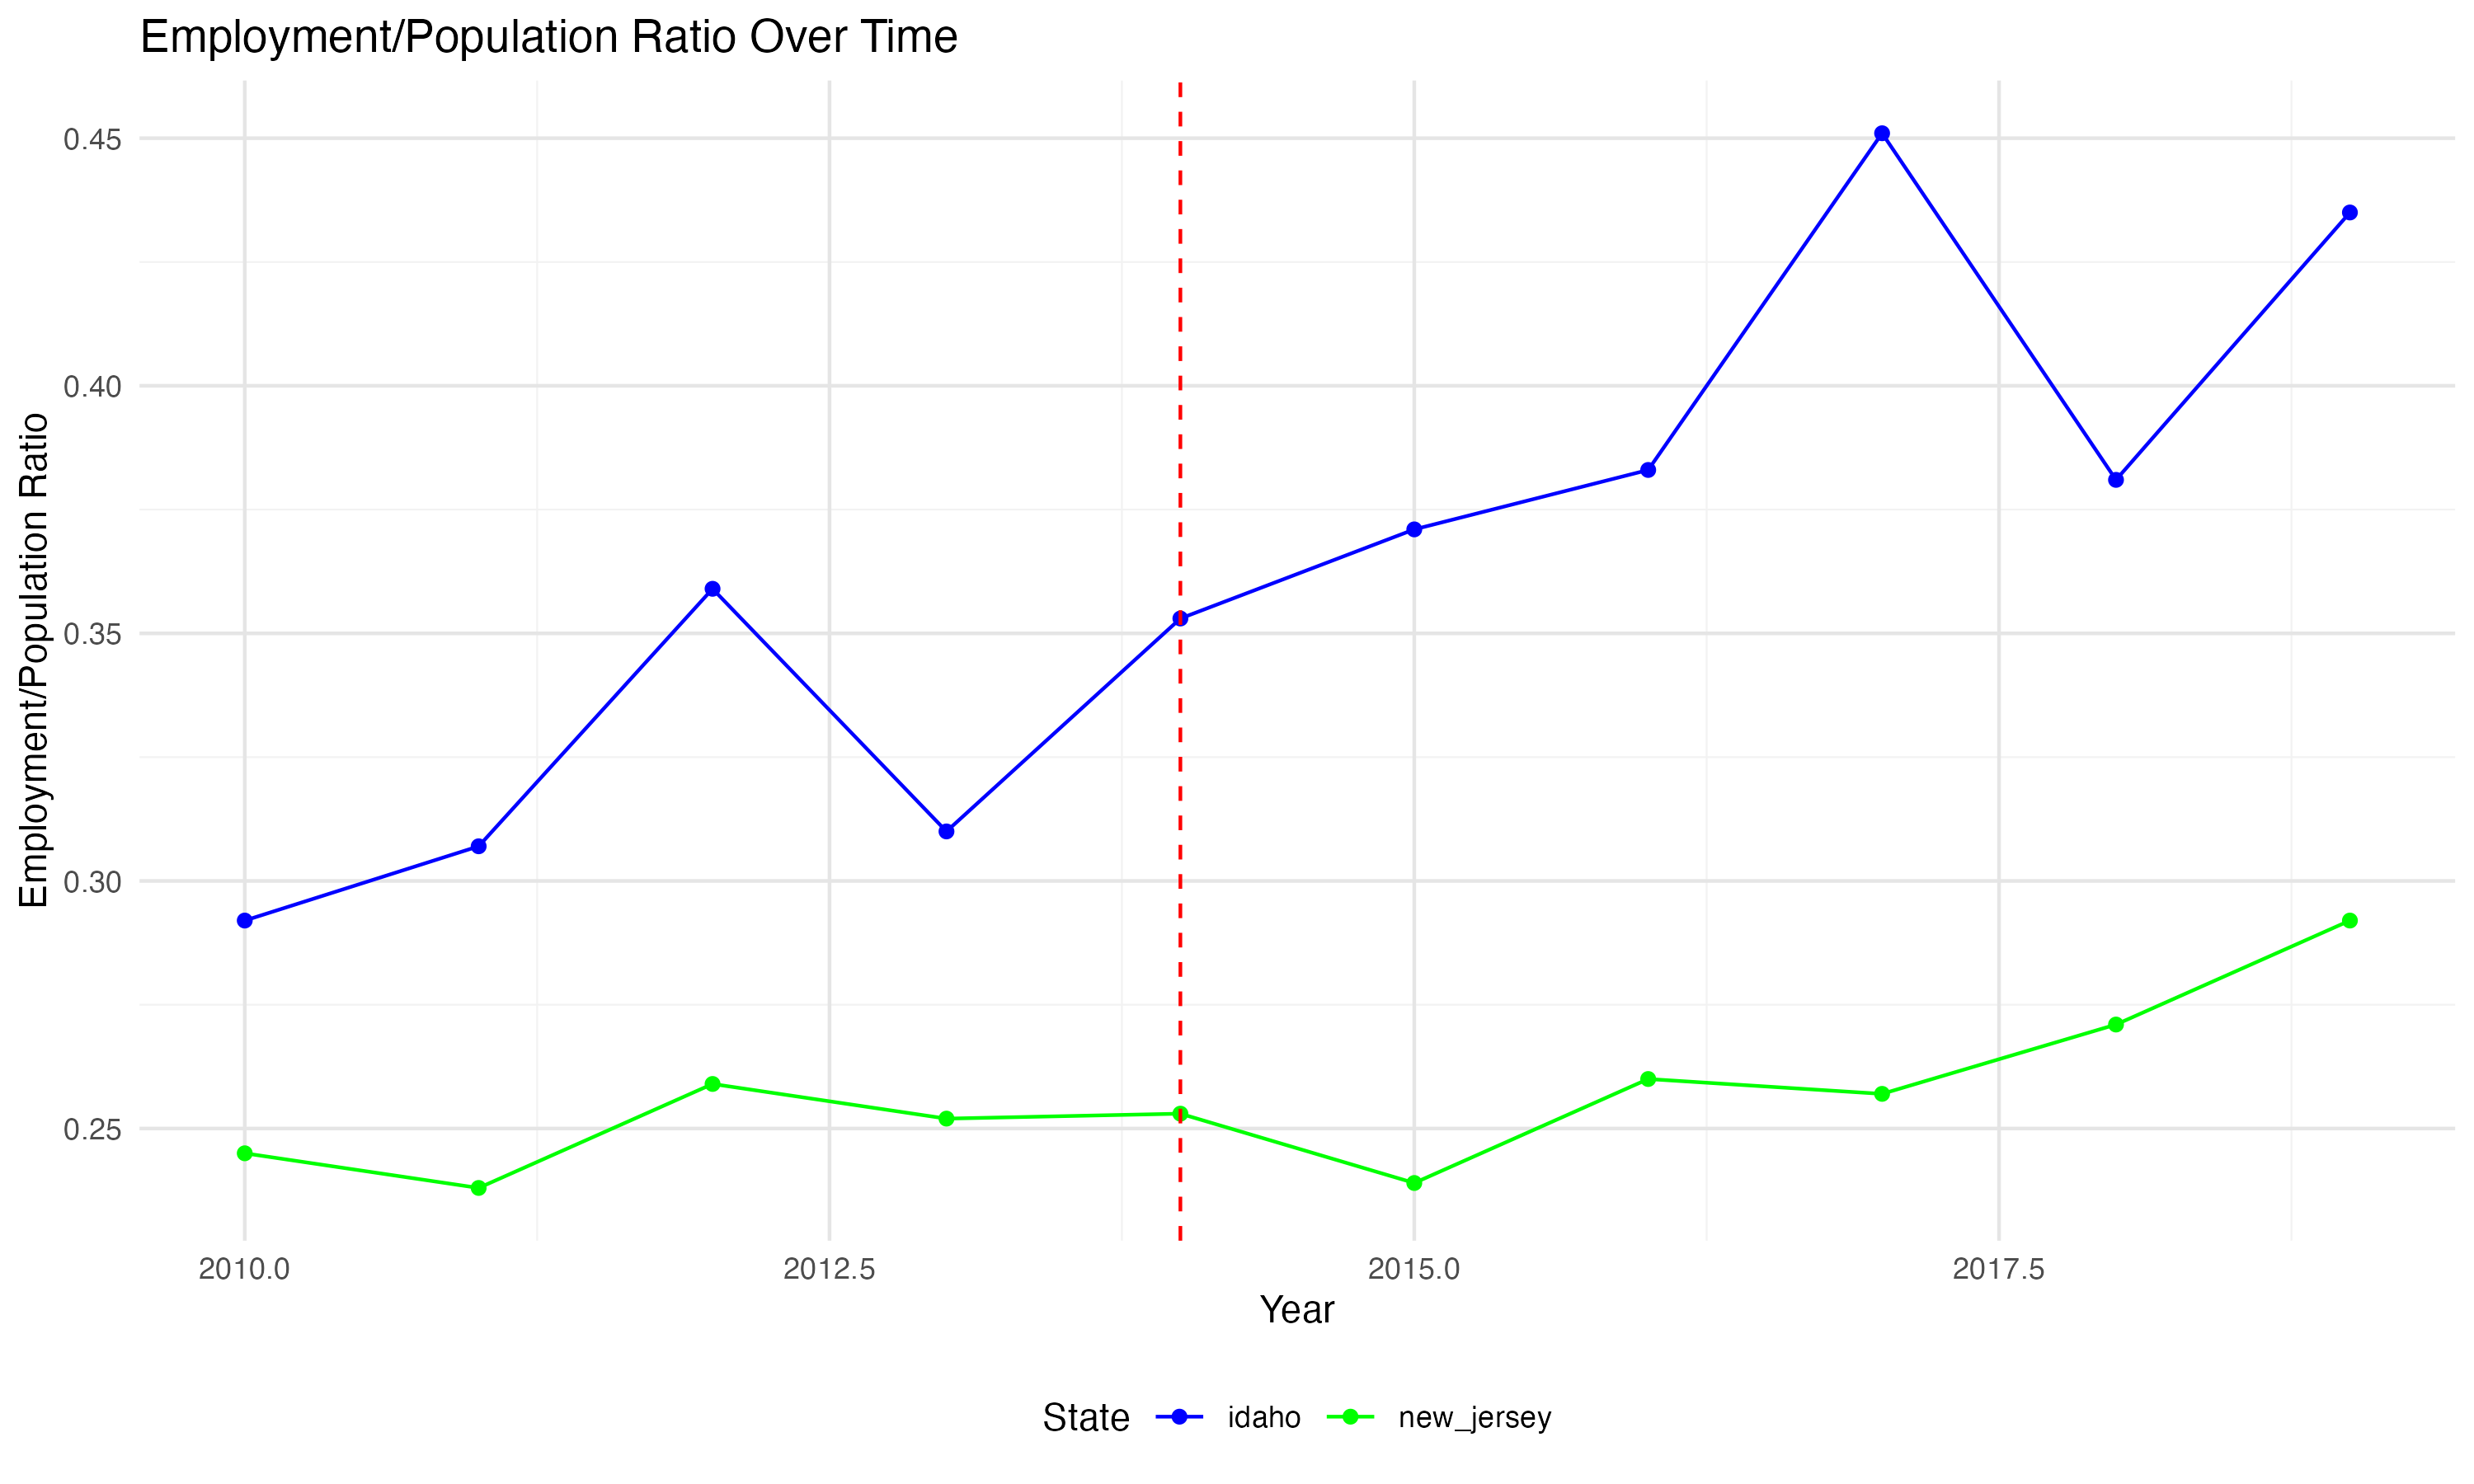 Employment/Population Ratio Over Time
Employment/Population Ratio
0.45
0.40
0.35
0.30
0.25
2010.0 2012.5 2015.0 2017.5
Year
State idaho new_jersey